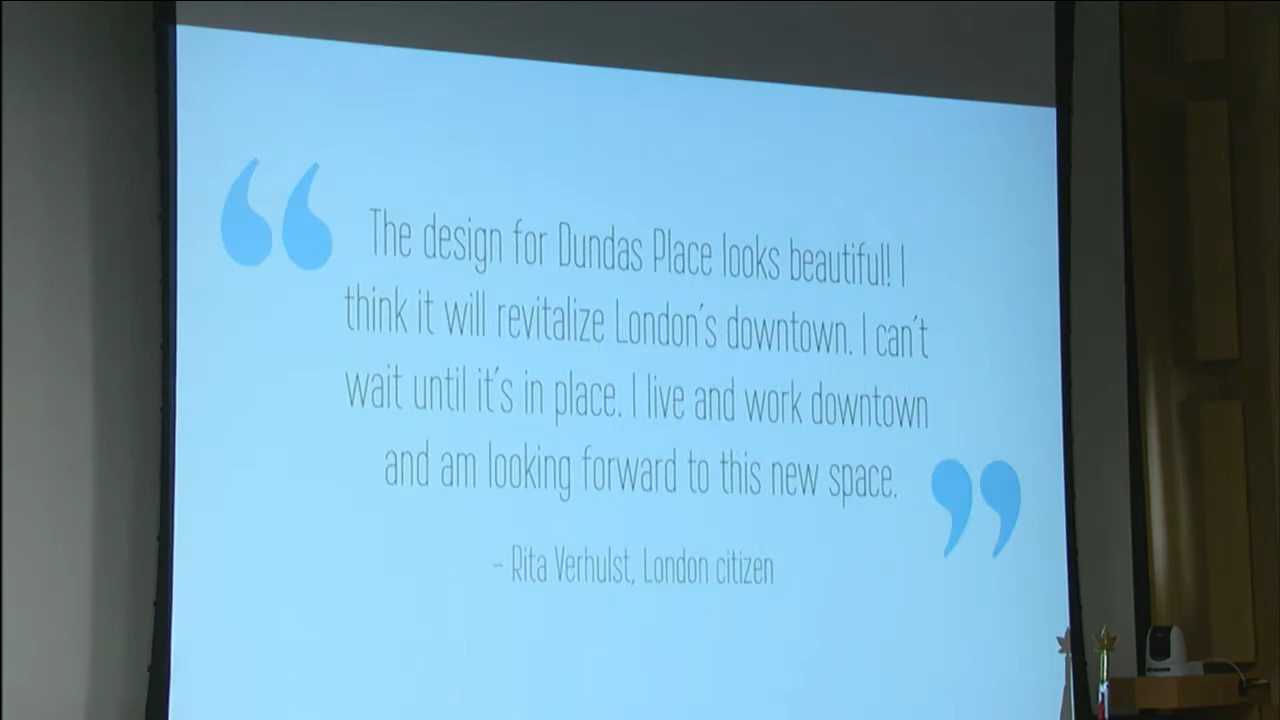 The design for Dundas Place looks beautiful! I
think it will revitalize London's downtown. I can't
wait until it's in place. I live and work downtown
and am looking forward to this new space.
– Rita Verhulst, London citizen